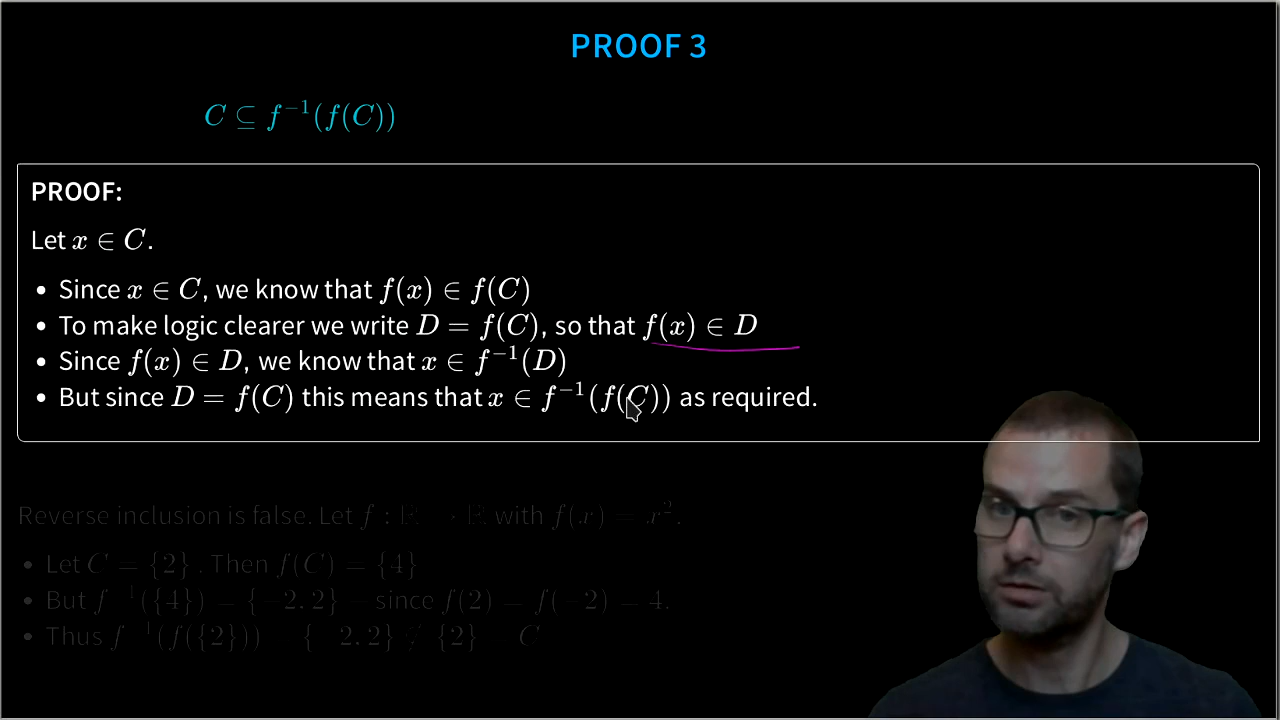 PROOF 3
C ⊆ f⁻¹(f(C))
PROOF:
Let x ∈ C.
• Since x ∈ C, we know that f(x) ∈ f(C)
• To make logic clearer we write D = f(C), so that f(x) ∈ D
• Since f(x) ∈ D, we know that x ∈ f⁻¹(D)
• But since D = f(C) this means that x ∈ f⁻¹(f(C)) as required.
Reverse inclusion is false. Let f : ℝ → ℝ with f(x) = x².
• Let C = {2} . Then f(C) = {4}
• But f⁻¹({4}) = {−2, 2} – since f(2) = f(−2) = 4.
• Thus f⁻¹(f({2})) = {−2, 2} ⊈ {2} = C